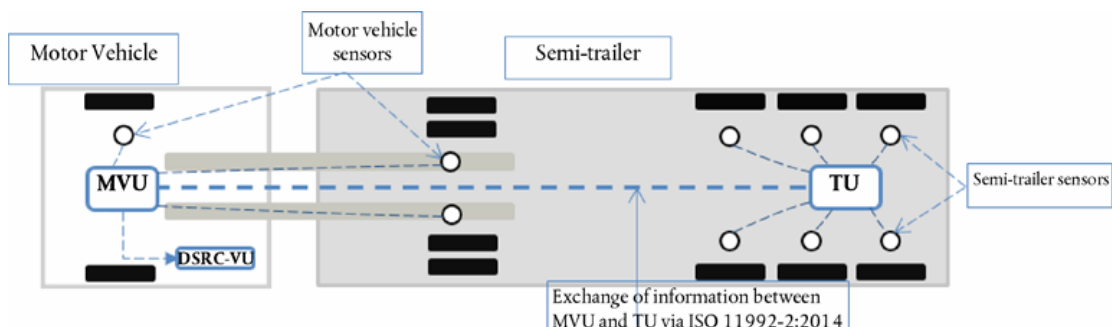 Motor Vehicle
Motor vehicle
sensors
Semi-trailer
MVU
TU
Semi-trailer sensors
DSRC-VU
Exchange of information between
MVU and TU via ISO 11992-2:2014